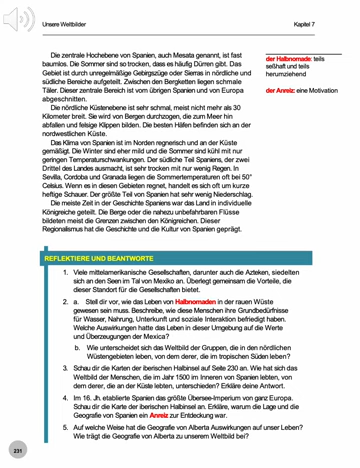 Unsere Weltbilder
Kapitel 7
Die zentrale Hochebene von Spanien, auch Mesata genannt, ist fast
baumlos. Die Sommer sind so trocken, dass es häufig Dürren gibt. Das
Gebiet ist durch unregelmäßige Gebirgszüge oder Sierras in nördliche und
südliche Bereiche aufgeteilt. Zwischen den Bergketten liegen schmale
Täler. Dieser zentrale Bereich ist vom übrigen Spanien und von Europa
abgeschnitten.
Die nördliche Küstenebene ist sehr schmal, meist nicht mehr als 30
Kilometer breit. Sie wird von Bergen durchzogen, die zum Meer hin
abfallen und felsige Klippen bilden. Die besten Häfen befinden sich an der
nordwestlichen Küste.
Das Klima von Spanien ist im Norden regnerisch und an der Küste
gemäßigt. Die Winter sind eher mild und die Sommer sind kühl mit nur
geringen Temperaturschwankungen. Der südliche Teil Spaniens, der zwei
Drittel des Landes ausmacht, ist sehr trocken mit nur wenig Regen. In
Sevilla, Cordoba und Granada liegen die Sommertemperaturen oft bei 50°
Celsius. Wenn es in diesen Gebieten regnet, handelt es sich oft um kurze
heftige Schauer. Der größte Teil von Spanien hat sehr wenig Niederschlag.
Die meiste Zeit in der Geschichte Spaniens war das Land in individuelle
Königreiche geteilt. Die Berge oder die nahezu unbefahrbaren Flüsse
bildeten meist die Grenzen zwischen den Königreichen. Dieser
Regionalismus hat die Geschichte und die Kultur von Spanien geprägt.
der Halbnomade: teils
seßhaft und teils
herumziehend
der Anreiz: eine Motivation
REFLEKTIERE UND BEANTWORTE
1. Viele mittelamerikanische Gesellschaften, darunter auch die Azteken, siedelten
sich an den Seen im Tal von Mexiko an. Überlegt gemeinsam die Vorteile, die
dieser Standort für die Gesellschaften bietet.
2. a. Stell dir vor, wie das Leben von Halbnomaden in der rauen Wüste
gewesen sein muss. Beschreibe, wie diese Menschen ihre Grundbedürfnisse
für Wasser, Nahrung, Unterkunft und soziale Interaktion befriedigt haben.
Welche Auswirkungen hatte das Leben in dieser Umgebung auf die Werte
und Überzeugungen der Mexica?
b. Wie unterscheidet sich das Weltbild der Gruppen, die in den nördlichen
Wüstengebieten leben, von dem derer, die im tropischen Süden leben?
3. Schau dir die Karten der iberischen Halbinsel auf Seite 230 an. Wie hat sich das
Weltbild der Menschen, die im Jahr 1500 im Inneren von Spanien lebten, von
dem derer, die an der Küste lebten, unterschieden? Erkläre deine Antwort.
4. Im 16. Jh. etablierte Spanien das größte Übersee-Imperium von ganz Europa.
Schau dir die Karte der iberischen Halbinsel an. Erkläre, warum die Lage und die
Geografie von Spanien ein Anreiz zur Entdeckung war.
5. Auf welche Weise hat die Geografie von Alberta Auswirkungen auf unser Leben?
Wie trägt die Geografie von Alberta zu unserem Weltbild bei?
231